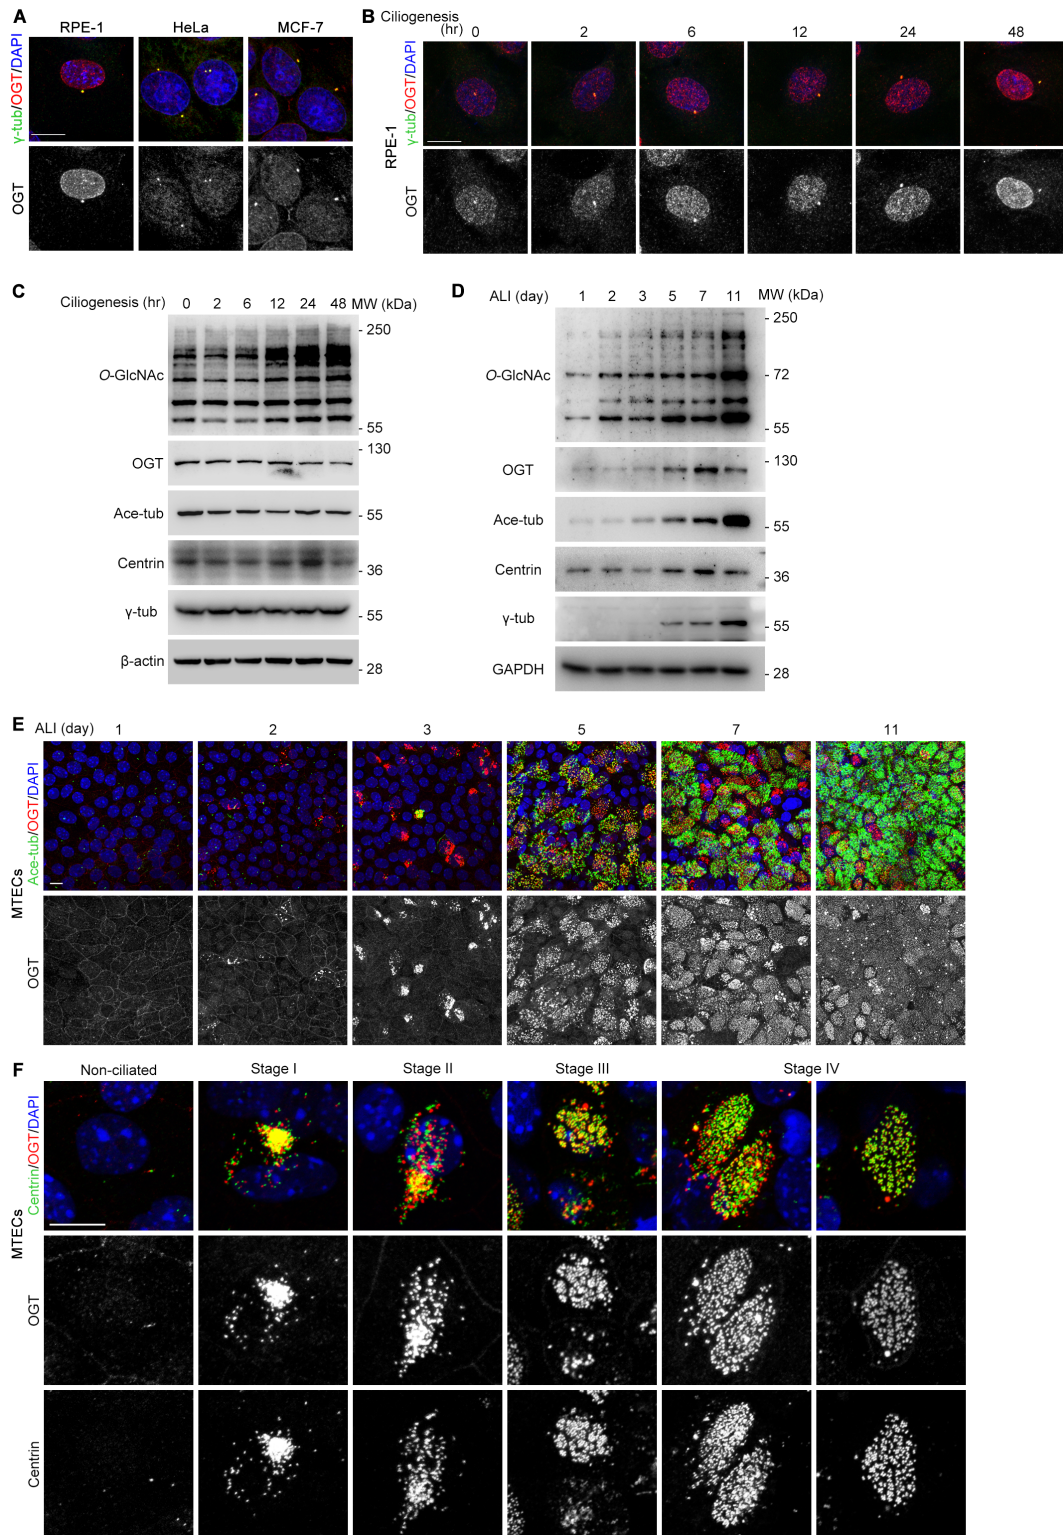 A
RPE-1 HeLa MCF-7
γ-tub/OGT/DAPI
OGT
B Ciliogenesis
(hr) 0 2 6 12 24 48
RPE-1
γ-tub/OGT/DAPI
OGT
C
Ciliogenesis (hr) 0 2 6 12 24 48 MW (kDa)
- 250
O-GlcNAc
- 55
- 130
OGT
Ace-tub
- 55
Centrin
- 36
γ-tub
- 55
β-actin
- 28
D
ALI (day) 1 2 3 5 7 11 MW (kDa)
- 250
O-GlcNAc
- 72
- 55
OGT
- 130
Ace-tub
- 55
Centrin
- 36
γ-tub
- 55
GAPDH
- 28
E
ALI (day) 1 2 3 5 7 11
MTECs
Ace-tub/OGT/DAPI
OGT
F
Non-ciliated Stage I Stage II Stage III Stage IV
MTECs
Centrin/OGT/DAPI
OGT
Centrin